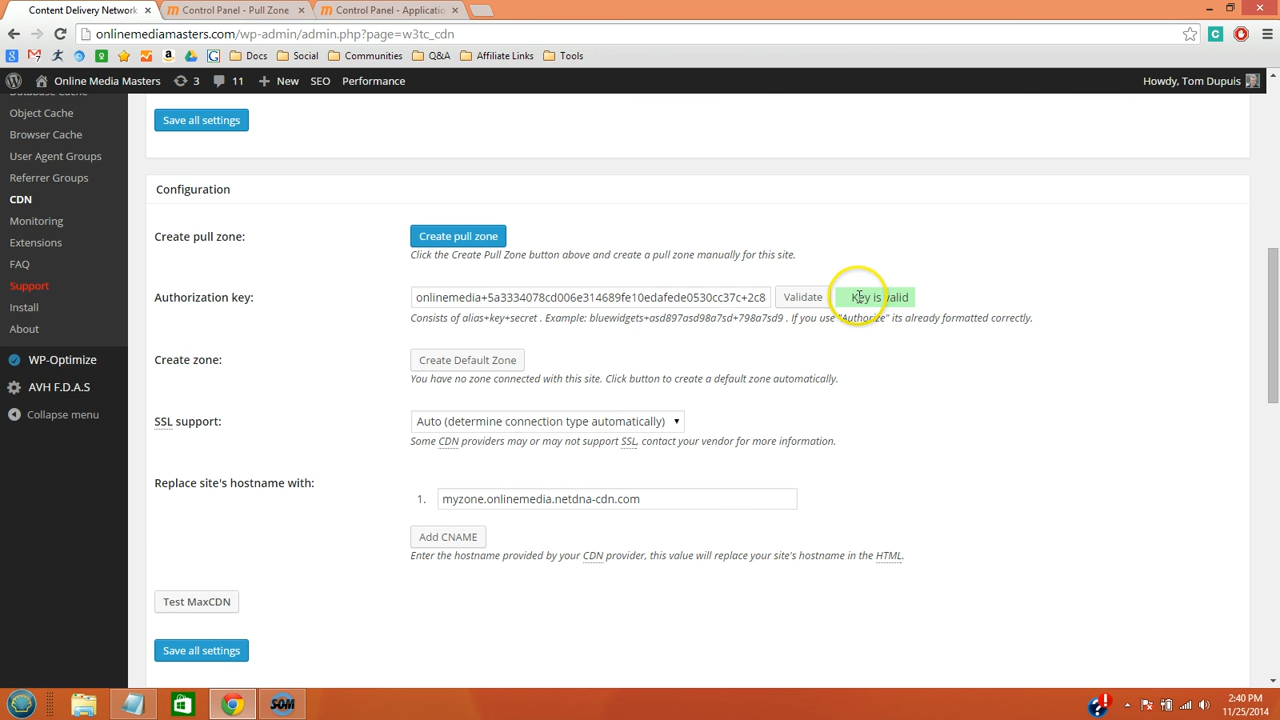 Content Delivery Network
Control Panel - Pull Zone
Control Panel - Applicatio
onlinemediamasters.com/wp-admin/admin.php?page=w3tc_cdn
Docs Social Communities Q&A Affiliate Links Tools
Online Media Masters 3 11 New SEO Performance Howdy, Tom Dupuis
Object Cache
Browser Cache
User Agent Groups
Referrer Groups
CDN
Monitoring
Extensions
FAQ
Support
Install
About
WP-Optimize
AVH F.D.A.S
Collapse menu
Save all settings
Configuration
Create pull zone: Create pull zone
Click the Create Pull Zone button above and create a pull zone manually for this site.
Authorization key: onlinemedia+5a3334078cd006e314689fe10edafede0530cc37c+2c8 Validate Key is valid
Consists of alias+key+secret . Example: bluewidgets+asd897asd98a7sd+798a7sd9 . If you use "Authorize" its already formatted correctly.
Create zone: Create Default Zone
You have no zone connected with this site. Click button to create a default zone automatically.
SSL support: Auto (determine connection type automatically)
Some CDN providers may or may not support SSL, contact your vendor for more information.
Replace site's hostname with:
1. myzone.onlinemedia.netdna-cdn.com
Add CNAME
Enter the hostname provided by your CDN provider, this value will replace your site's hostname in the HTML.
Test MaxCDN
Save all settings
SOM
2:40 PM
11/25/2014